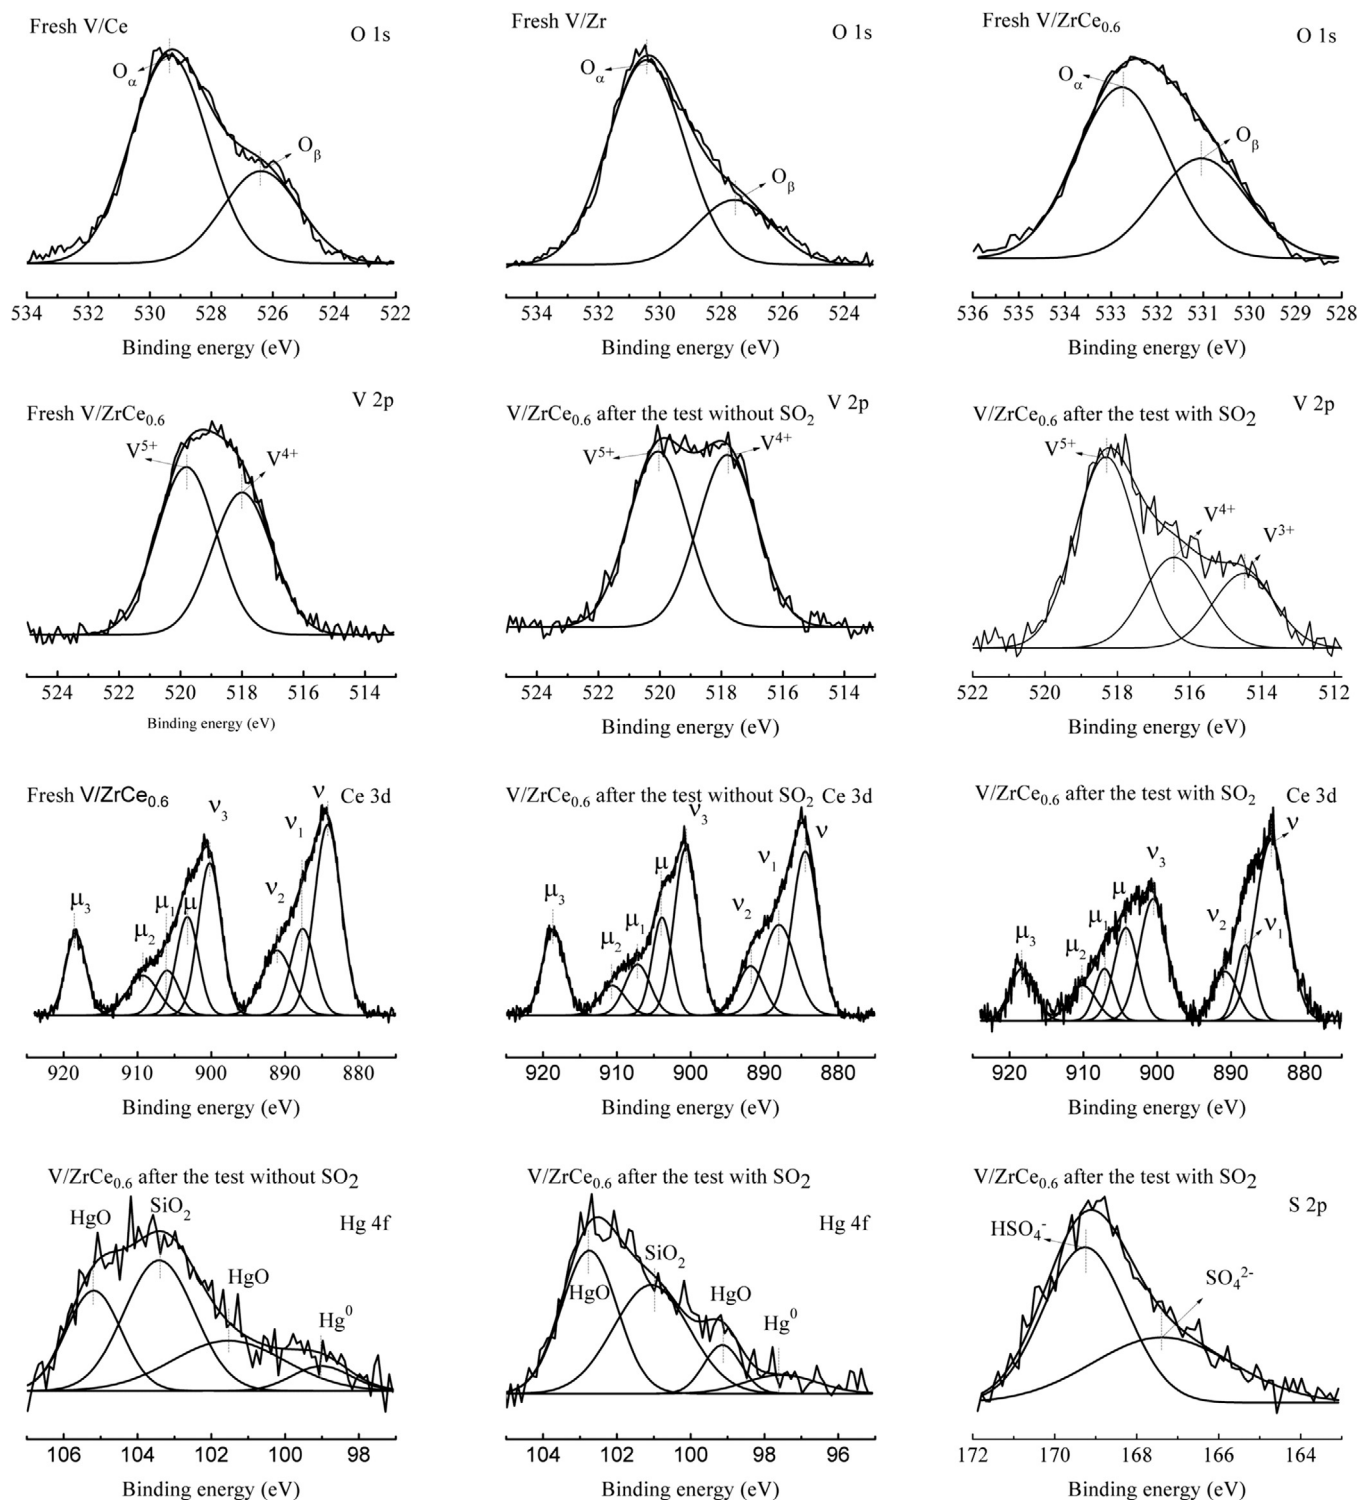 Fresh V/Ce
O 1s
Oα
Oβ
534 532 530 528 526 524 522
Binding energy (eV)
Fresh V/Zr
O 1s
Oα
Oβ
534 532 530 528 526 524
Binding energy (eV)
Fresh V/ZrCe0.6
O 1s
Oα
Oβ
536 535 534 533 532 531 530 529 528
Binding energy (eV)
Fresh V/ZrCe0.6
V 2p
V5+
V4+
524 522 520 518 516 514
Binding energy (eV)
V/ZrCe0.6 after the test without SO2
V 2p
V5+
V4+
524 522 520 518 516 514
Binding energy (eV)
V/ZrCe0.6 after the test with SO2
V 2p
V5+
V4+
V3+
522 520 518 516 514 512
Binding energy (eV)
Fresh V/ZrCe0.6
Ce 3d
μ3 μ2 μ1 μ ν3 ν2 ν1 ν
920 910 900 890 880
Binding energy (eV)
V/ZrCe0.6 after the test without SO2
Ce 3d
μ3 μ2 μ1 μ ν3 ν2 ν1 ν
920 910 900 890 880
Binding energy (eV)
V/ZrCe0.6 after the test with SO2
Ce 3d
μ3 μ2 μ1 μ ν3 ν2 ν1 ν
920 910 900 890 880
Binding energy (eV)
V/ZrCe0.6 after the test without SO2
Hg 4f
HgO
SiO2
HgO
Hg0
106 104 102 100 98
Binding energy (eV)
V/ZrCe0.6 after the test with SO2
Hg 4f
HgO
SiO2
HgO
Hg0
104 102 100 98 96
Binding energy (eV)
V/ZrCe0.6 after the test with SO2
S 2p
HSO4-
SO42-
172 170 168 166 164
Binding energy (eV)